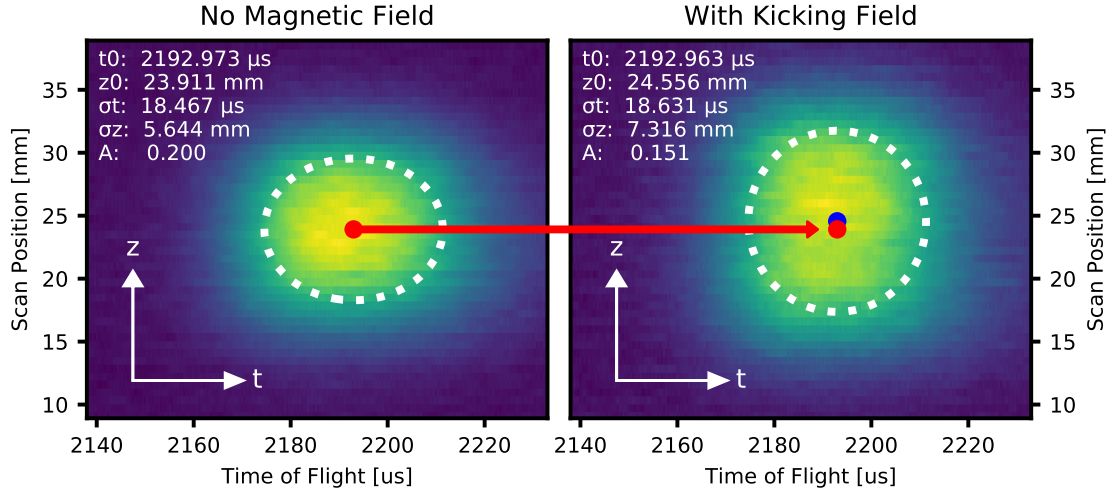 No Magnetic Field
With Kicking Field
t0: 2192.973 µs
z0: 23.911 mm
σt: 18.467 µs
σz: 5.644 mm
A: 0.200
t0: 2192.963 µs
z0: 24.556 mm
σt: 18.631 µs
σz: 7.316 mm
A: 0.151
Scan Position [mm]
35
30
25
20
15
10
z
t
z
t
35
30
25
20
15
10
Scan Position [mm]
2140 2160 2180 2200 2220
2140 2160 2180 2200 2220
Time of Flight [us]
Time of Flight [us]